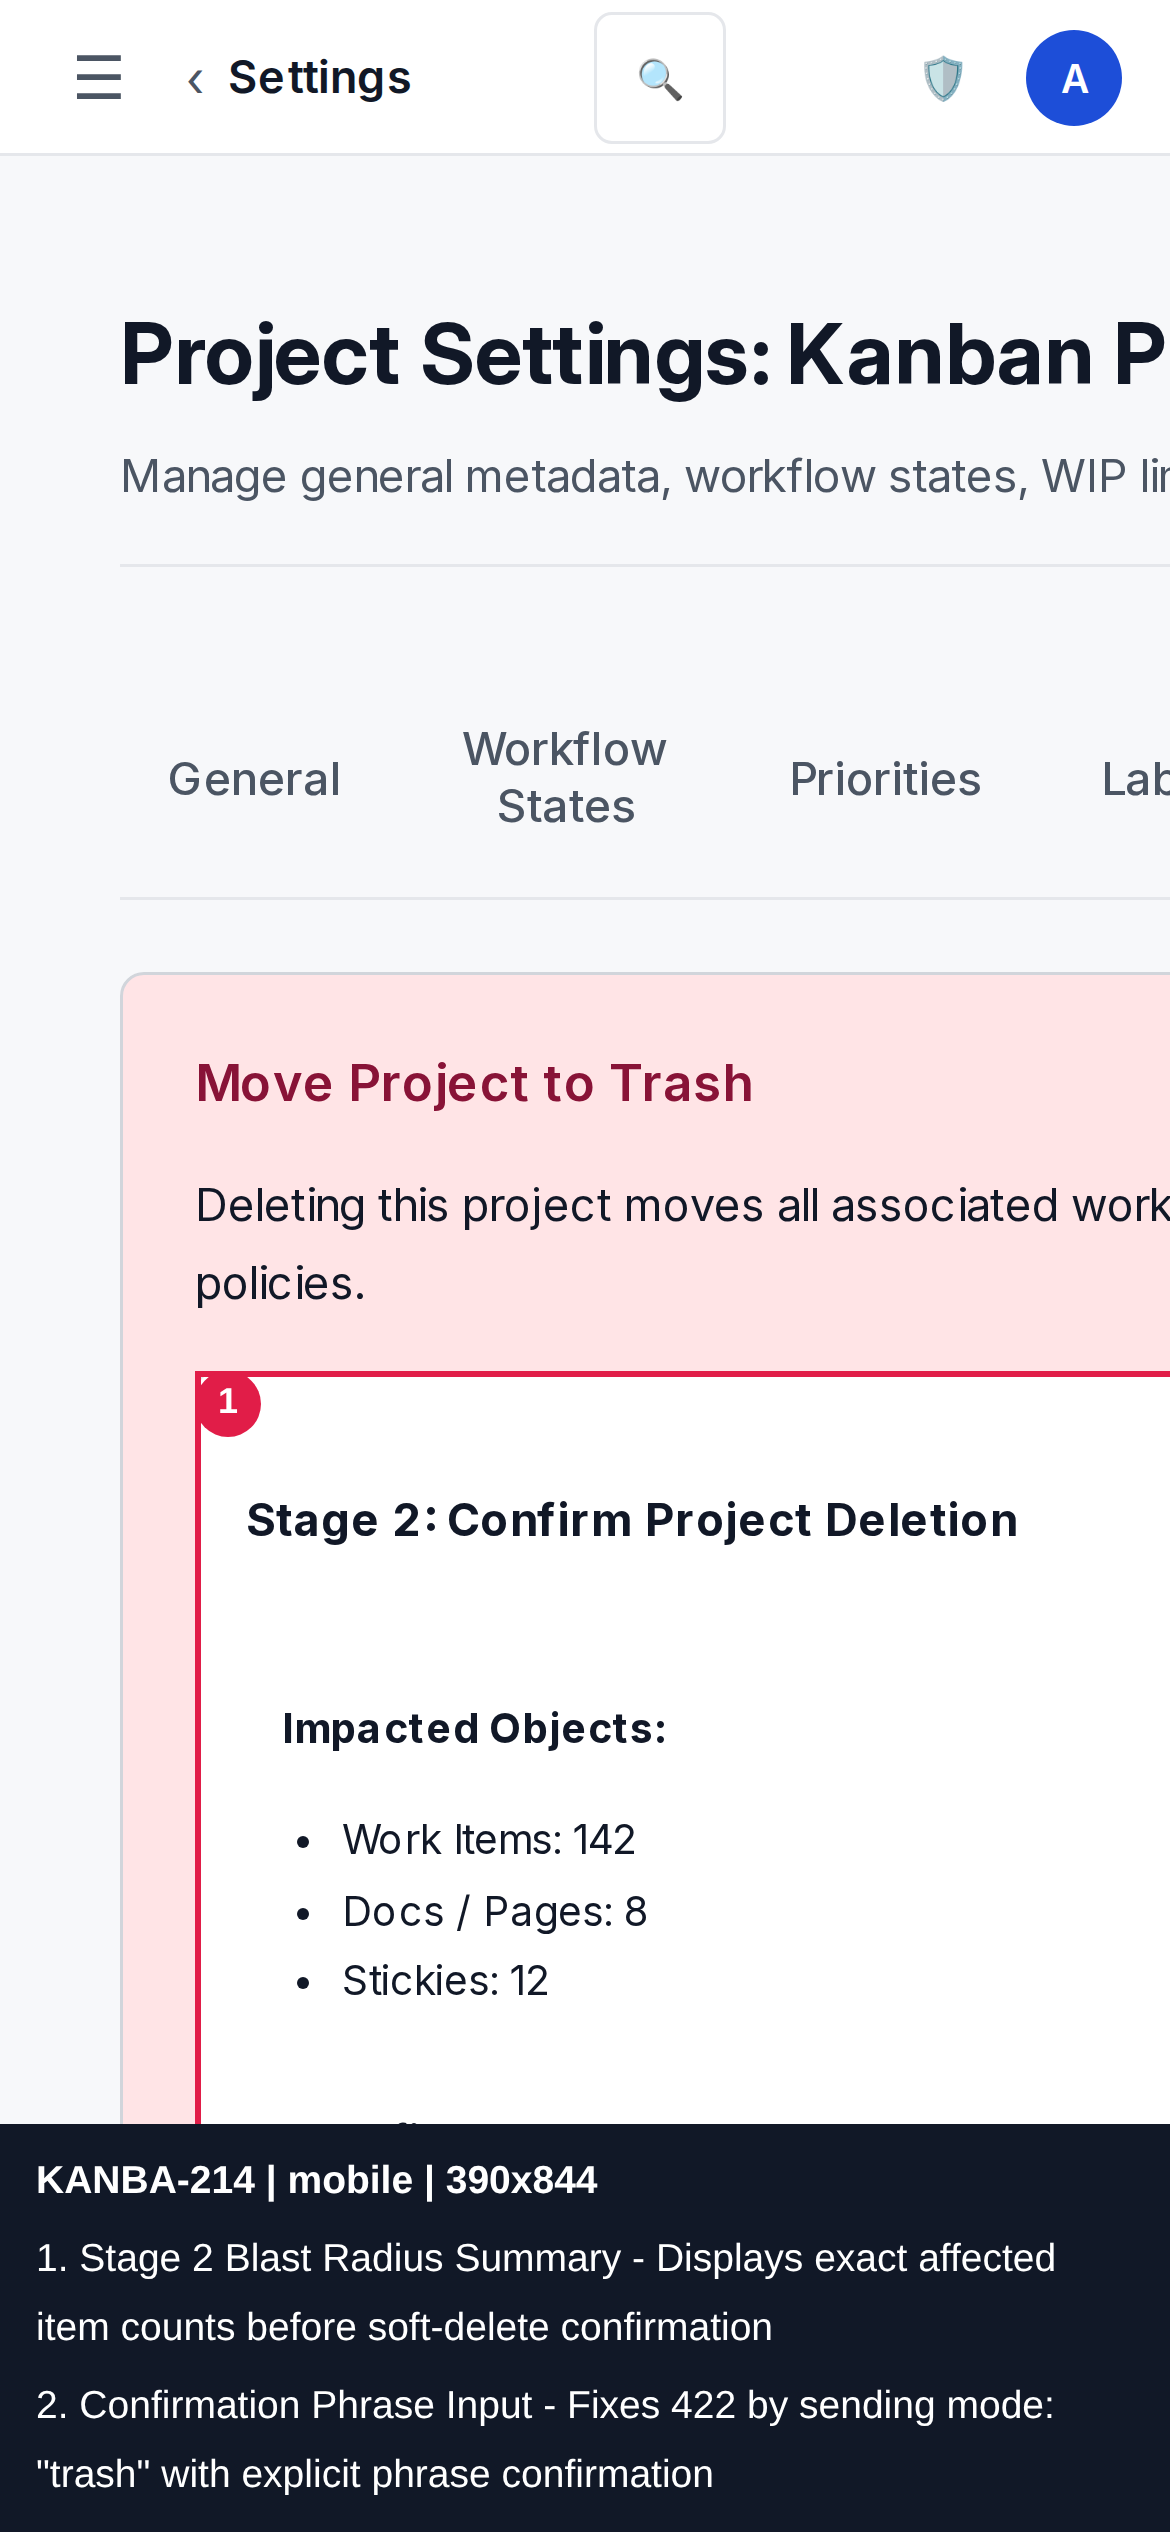 Settings
A
Project Settings: Kanban P
Manage general metadata, workflow states, WIP
General
Workflow
States
Priorities
Lab
Move Project to Trash
Deleting this project moves all associated work
policies.
1
Stage 2: Confirm Project Deletion
Impacted Objects:
• Work Items: 142
• Docs / Pages: 8
• Stickies: 12
KANBA-214 | mobile | 390x844
1. Stage 2 Blast Radius Summary - Displays exact affected
item counts before soft-delete confirmation
2. Confirmation Phrase Input - Fixes 422 by sending mode:
"trash" with explicit phrase confirmation